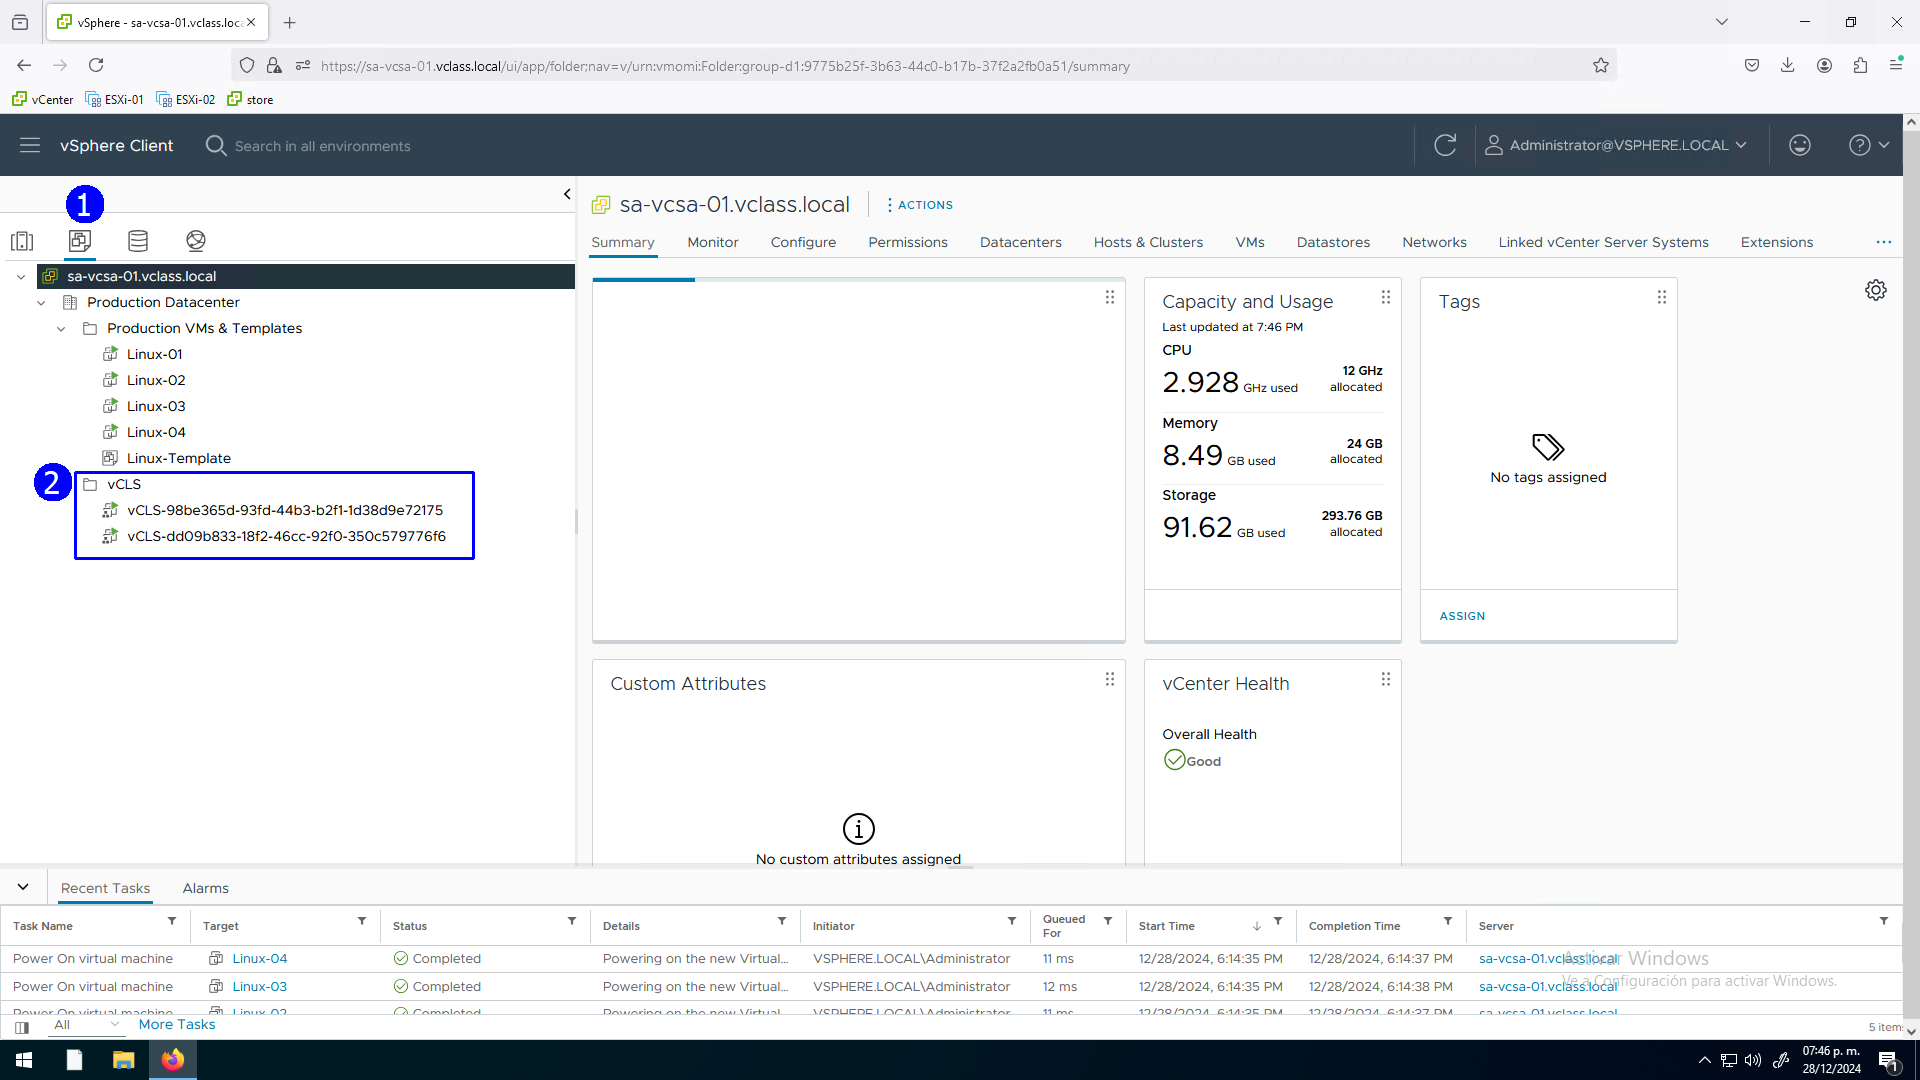 vSphere - sa-vcsa-01.vclass.loc
https://sa-vcsa-01.vclass.local/ui/app/folder;nav=v/urn:vmomi:Folder:group-d1:9775b25f-3b63-44c0-b17b-37f2a2fb0a51/summary
vCenter ESXi-01 ESXi-02 store
vSphere Client Search in all environments Administrator@VSPHERE.LOCAL
1
sa-vcsa-01.vclass.local ACTIONS
Summary Monitor Configure Permissions Datacenters Hosts & Clusters VMs Datastores Networks Linked vCenter Server Systems Extensions
sa-vcsa-01.vclass.local
Production Datacenter
Production VMs & Templates
Linux-01
Linux-02
Linux-03
Linux-04
Linux-Template
2
vCLS
vCLS-98be365d-93fd-44b3-b2f1-1d38d9e72175
vCLS-dd09b833-18f2-46cc-92f0-350c579776f6
Capacity and Usage
Last updated at 7:46 PM
CPU
2.928 GHz used
12 GHz
allocated
Memory
8.49 GB used
24 GB
allocated
Storage
91.62 GB used
293.76 GB
allocated
Tags
No tags assigned
ASSIGN
Custom Attributes
No custom attributes assigned
vCenter Health
Overall Health
Good
Recent Tasks Alarms
Task Name Target Status Details Initiator Queued For Start Time Completion Time Server
Power On virtual machine Linux-04 Completed Powering on the new Virtual... VSPHERE.LOCAL\Administrator 11 ms 12/28/2024, 6:14:35 PM 12/28/2024, 6:14:37 PM sa-vcsa-01.vclass.local
Power On virtual machine Linux-03 Completed Powering on the new Virtual... VSPHERE.LOCAL\Administrator 12 ms 12/28/2024, 6:14:35 PM 12/28/2024, 6:14:38 PM sa-vcsa-01.vclass.local
Power On virtual machine Linux-02 Completed Powering on the new Virtual... VSPHERE.LOCAL\Administrator 11 ms 12/28/2024, 6:14:35 PM 12/28/2024, 6:14:37 PM sa-vcsa-01.vclass.local
Activar Windows
Ve a Configuración para activar Windows.
All More Tasks
5 items
07:46 p. m.
28/12/2024
1